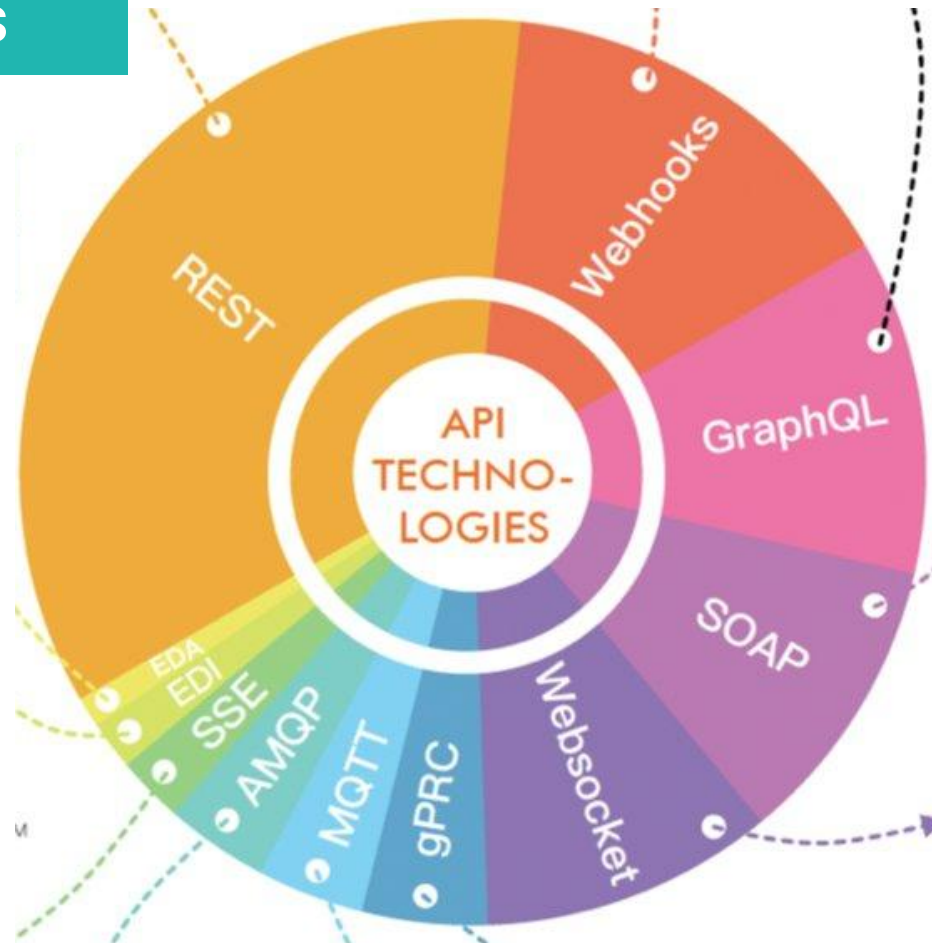 S
REST
Webhooks
GraphQL
SOAP
Websocket
gPRC
MQTT
AMQP
SSE
EDI
EDA
API
TECHNO-
LOGIES
M